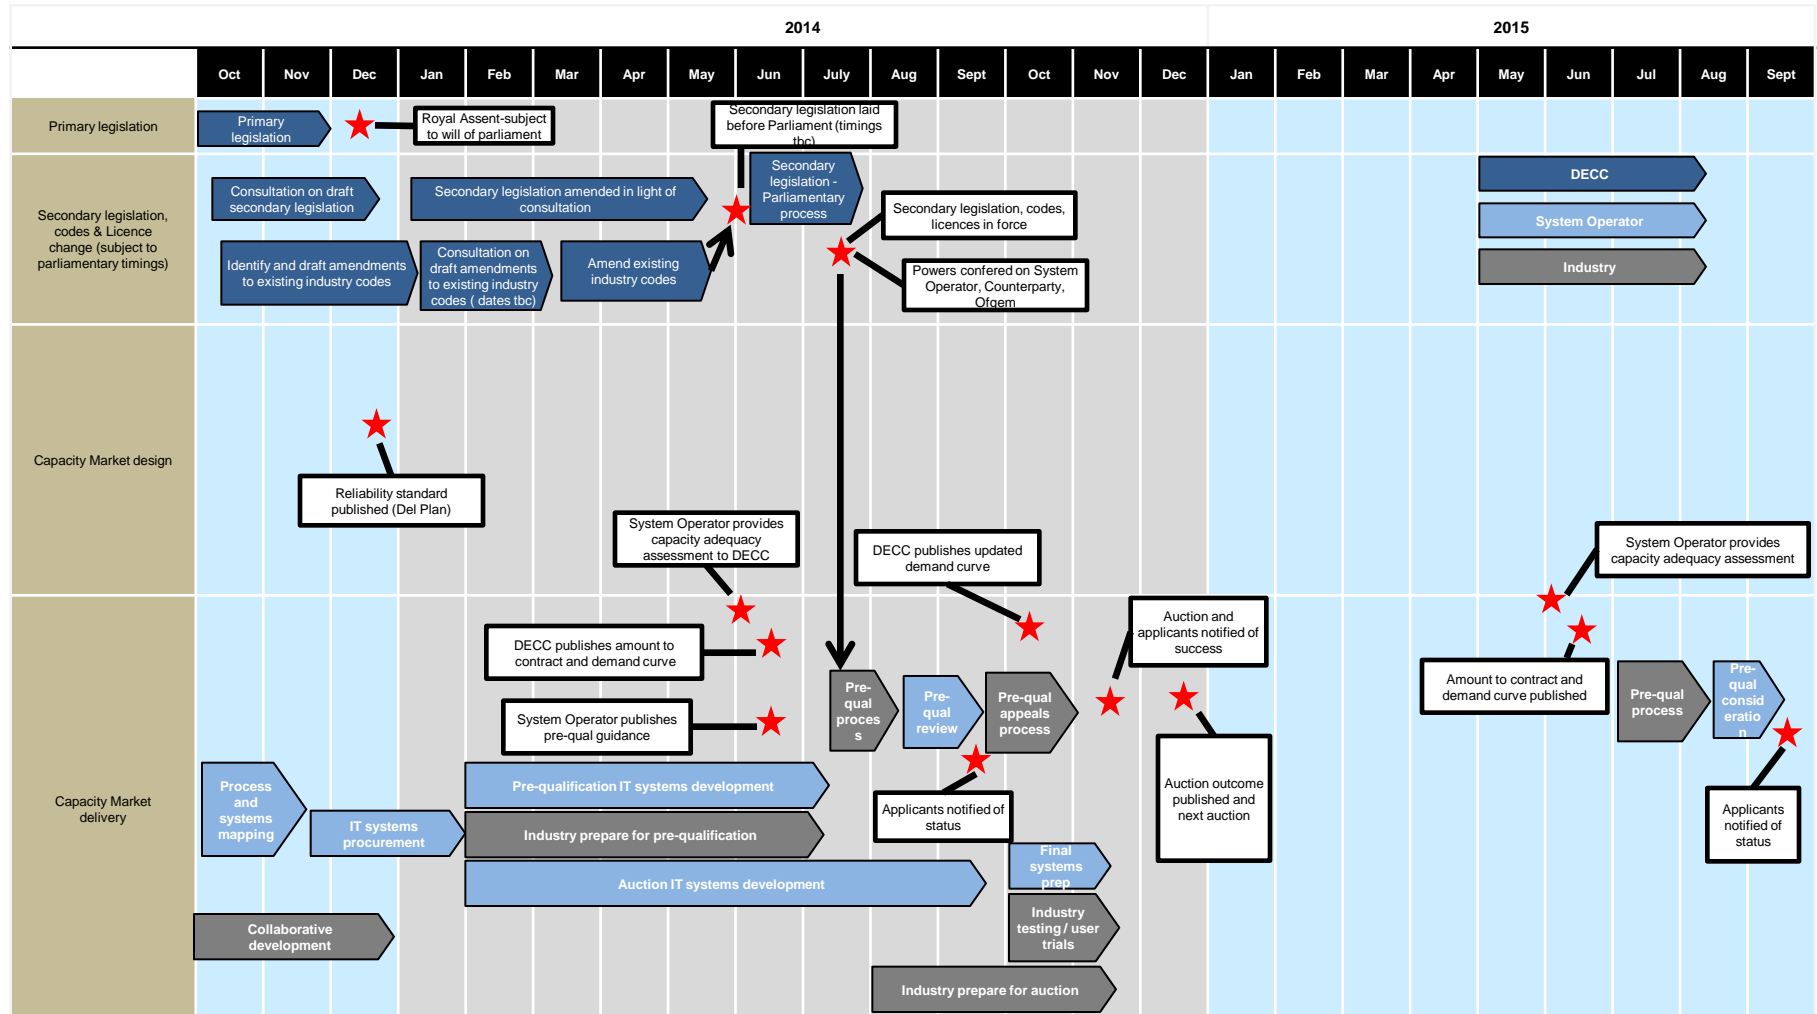 2014
2015
Oct Nov Dec Jan Feb Mar Apr May Jun July Aug Sept Oct Nov Dec Jan Feb Mar Apr May Jun Jul Aug Sept
Primary legislation
Primary
legislation
Royal Assent-subject
to will of parliament
Secondary legislation laid
before Parliament (timings
tbc)
Secondary legislation,
codes & Licence
change (subject to
parliamentary timings)
Consultation on draft
secondary legislation
Secondary legislation amended in light of
consultation
Secondary
legislation -
Parliamentary
process
Secondary legislation, codes,
licences in force
Identify and draft amendments
to existing industry codes
Consultation on
draft amendments
to existing industry
codes ( dates tbc)
Amend existing
industry codes
Powers confered on System
Operator, Counterparty,
Ofgem
DECC
System Operator
Industry
Capacity Market design
Reliability standard
published (Del Plan)
System Operator provides
capacity adequacy
assessment to DECC
DECC publishes updated
demand curve
System Operator provides
capacity adequacy assessment
Capacity Market
delivery
DECC publishes amount to
contract and demand curve
System Operator publishes
pre-qual guidance
Pre-
qual
proces
s
Pre-
qual
review
Pre-qual
appeals
process
Auction and
applicants notified of
success
Amount to contract and
demand curve published
Pre-qual
process
Pre-
qual
consid
eratio
n
Applicants notified of
status
Auction outcome
published and
next auction
Applicants
notified of
status
Process
and
systems
mapping
IT systems
procurement
Pre-qualification IT systems development
Industry prepare for pre-qualification
Auction IT systems development
Final
systems
prep
Industry
testing / user
trials
Collaborative
development
Industry prepare for auction